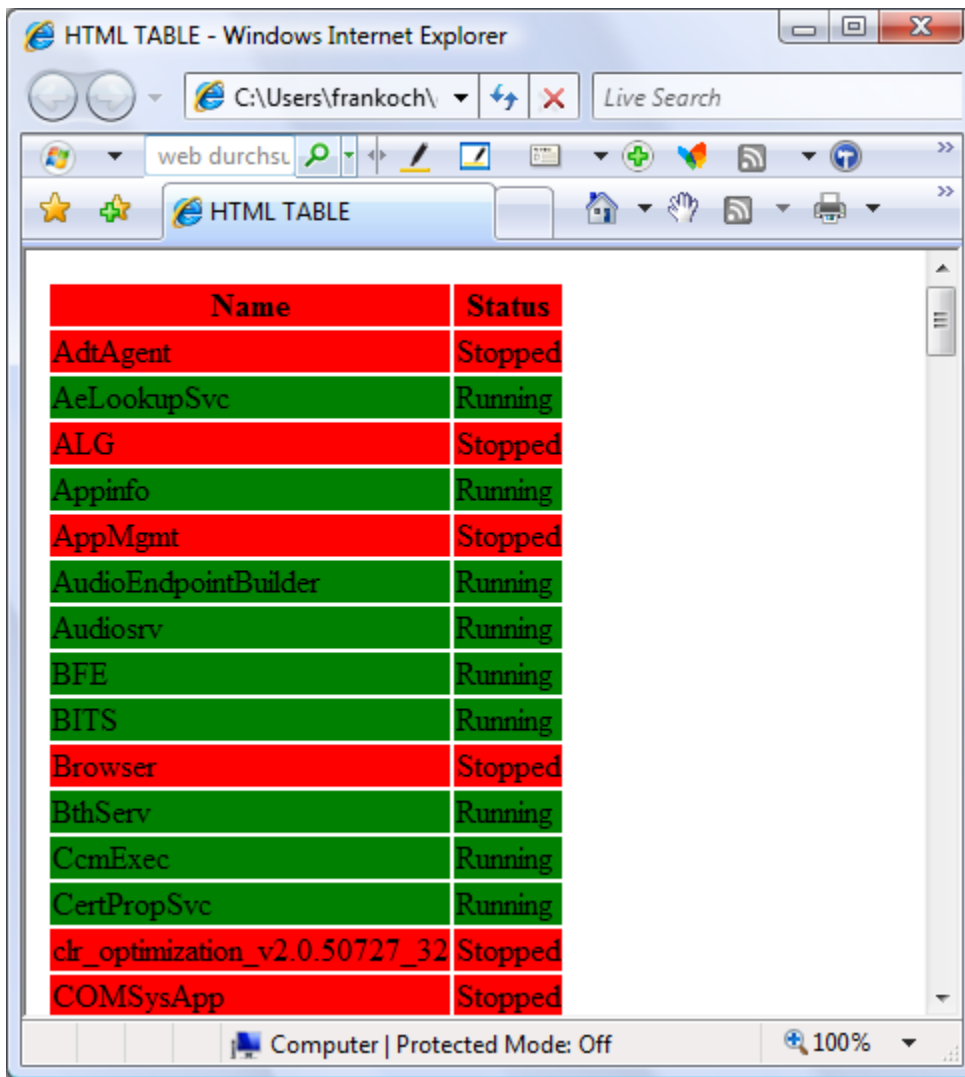 HTML TABLE - Windows Internet Explorer
C:\Users\frankoch\
Live Search
web durchsu
HTML TABLE
Name Status
AdtAgent Stopped
AeLookupSvc Running
ALG Stopped
Appinfo Running
AppMgmt Stopped
AudioEndpointBuilder Running
Audiosrv Running
BFE Running
BITS Running
Browser Stopped
BthServ Running
CcmExec Running
CertPropSvc Running
clr_optimization_v2.0.50727_32 Stopped
COMSysApp Stopped
Computer | Protected Mode: Off 100%